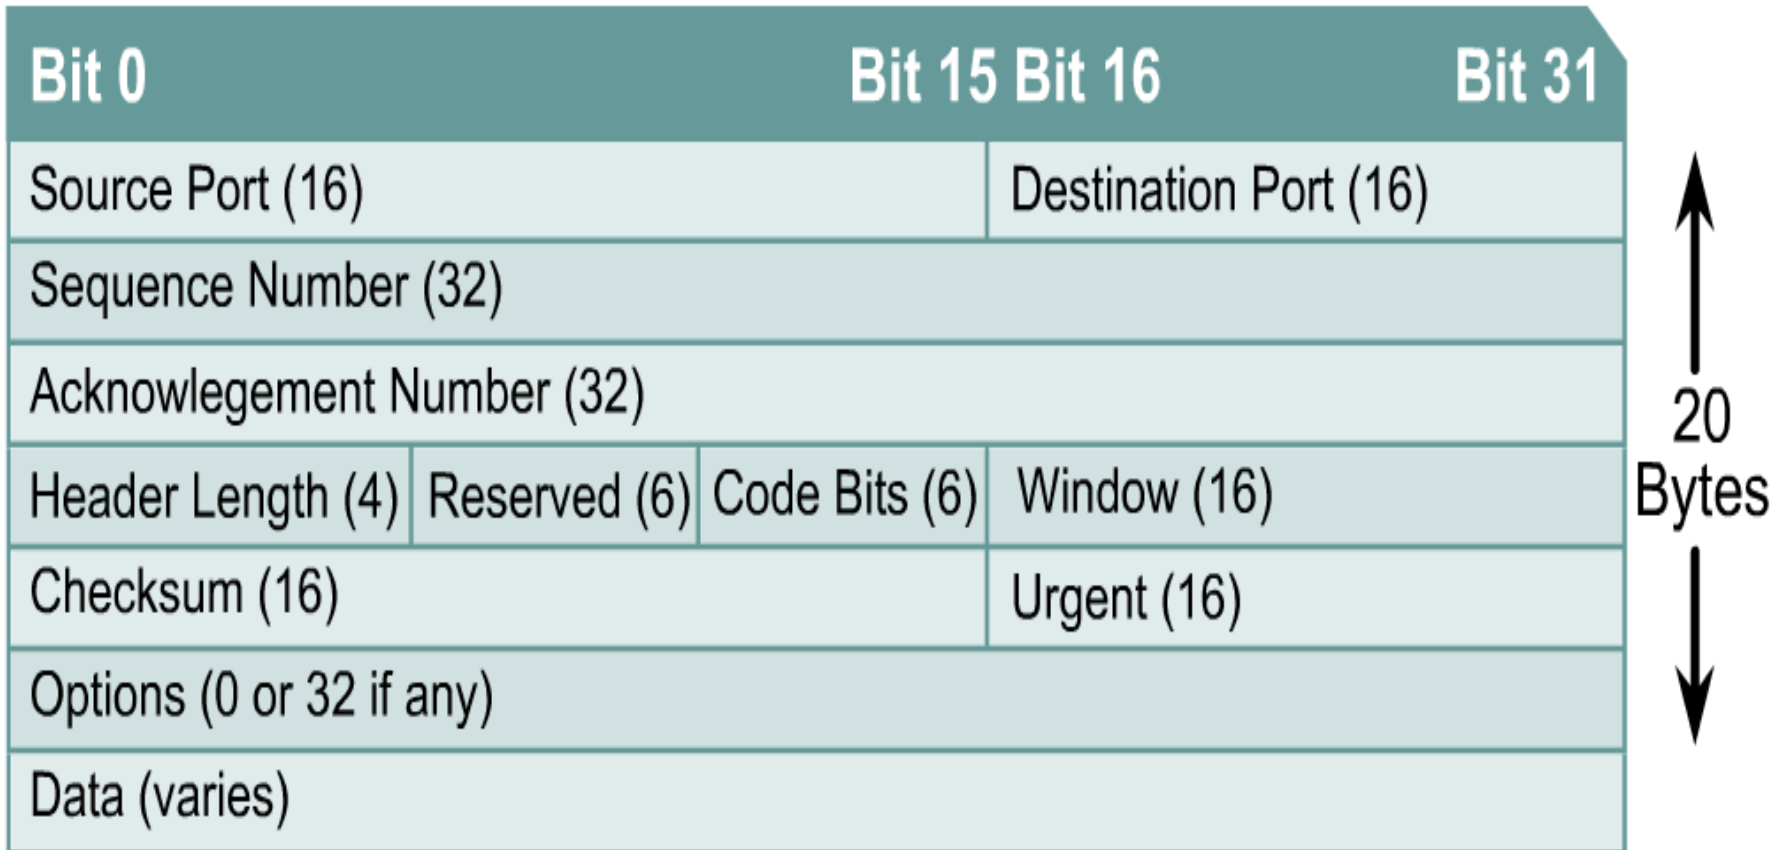 Bit 0 Bit 15 Bit 16 Bit 31
Source Port (16) Destination Port (16)
Sequence Number (32)
Acknowlegement Number (32)
Header Length (4) Reserved (6) Code Bits (6) Window (16)
Checksum (16) Urgent (16)
Options (0 or 32 if any)
Data (varies)
20
Bytes